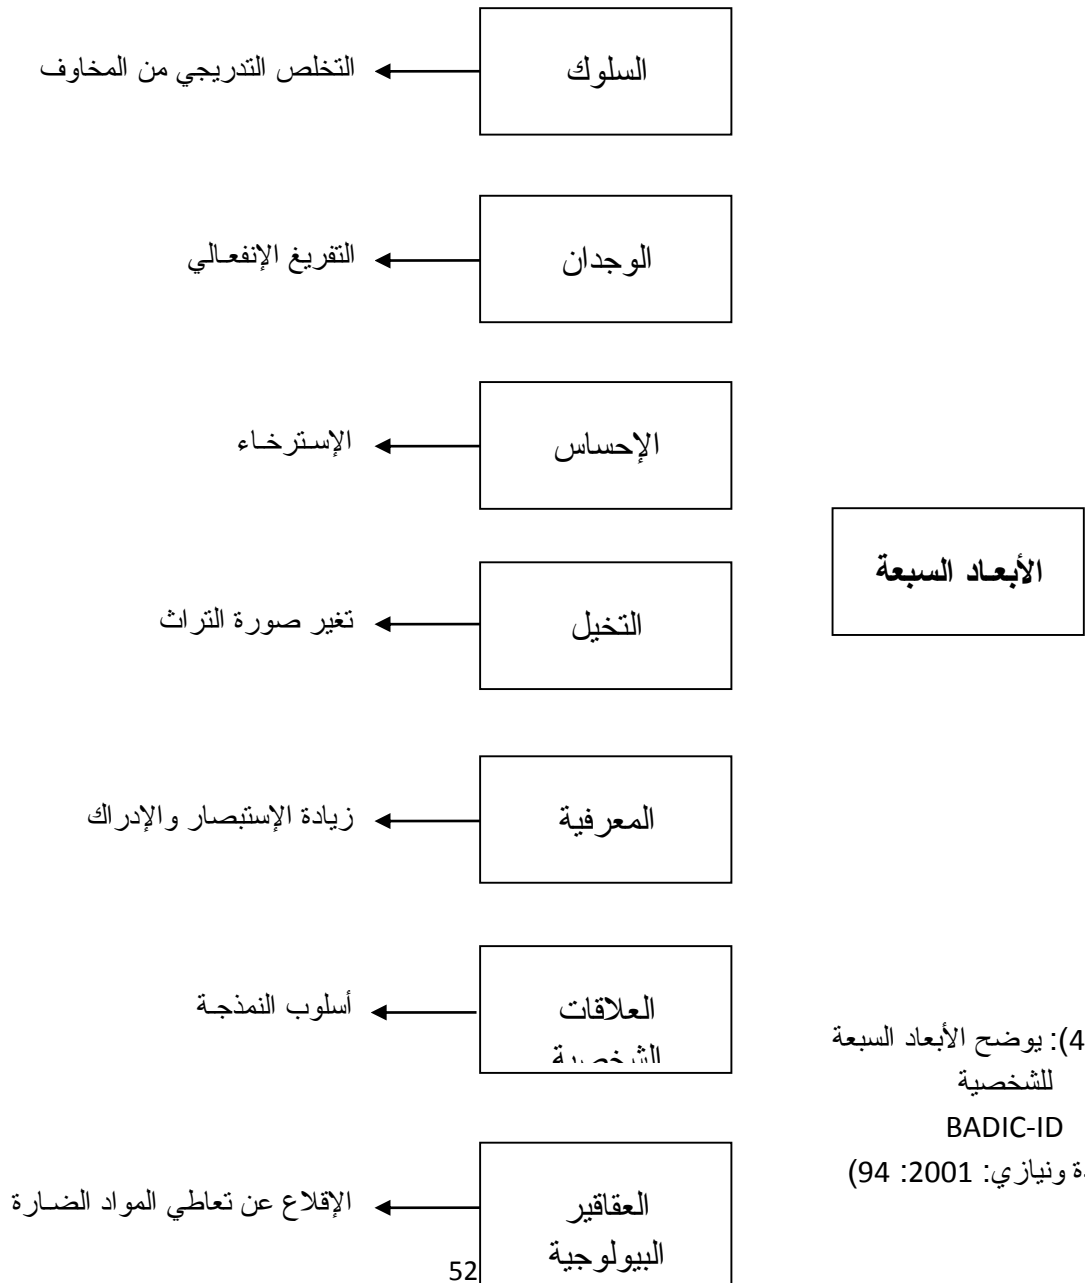 السلوك
التخلص التدريجي من المخاوف
الوجدان
التفريغ الإنفعالي
الإحساس
الإسترخاء
الأبعاد السبعة
التخيل
تغير صورة التراث
المعرفية
زيادة الإستبصار والإدراك
العلاقات
الشخصية
أسلوب النمذجة
4): يوضح الأبعاد السبعة
للشخصية
BADIC-ID
ونيازي: 2001: 94)
العقاقير
البيولوجية
الإقلاع عن تعاطي المواد الضارة
52